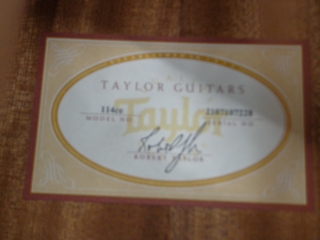 TAYLOR GUITARS
Taylor
114ce
MODEL NO.
SERIAL NO.
ROBERT TAYLOR